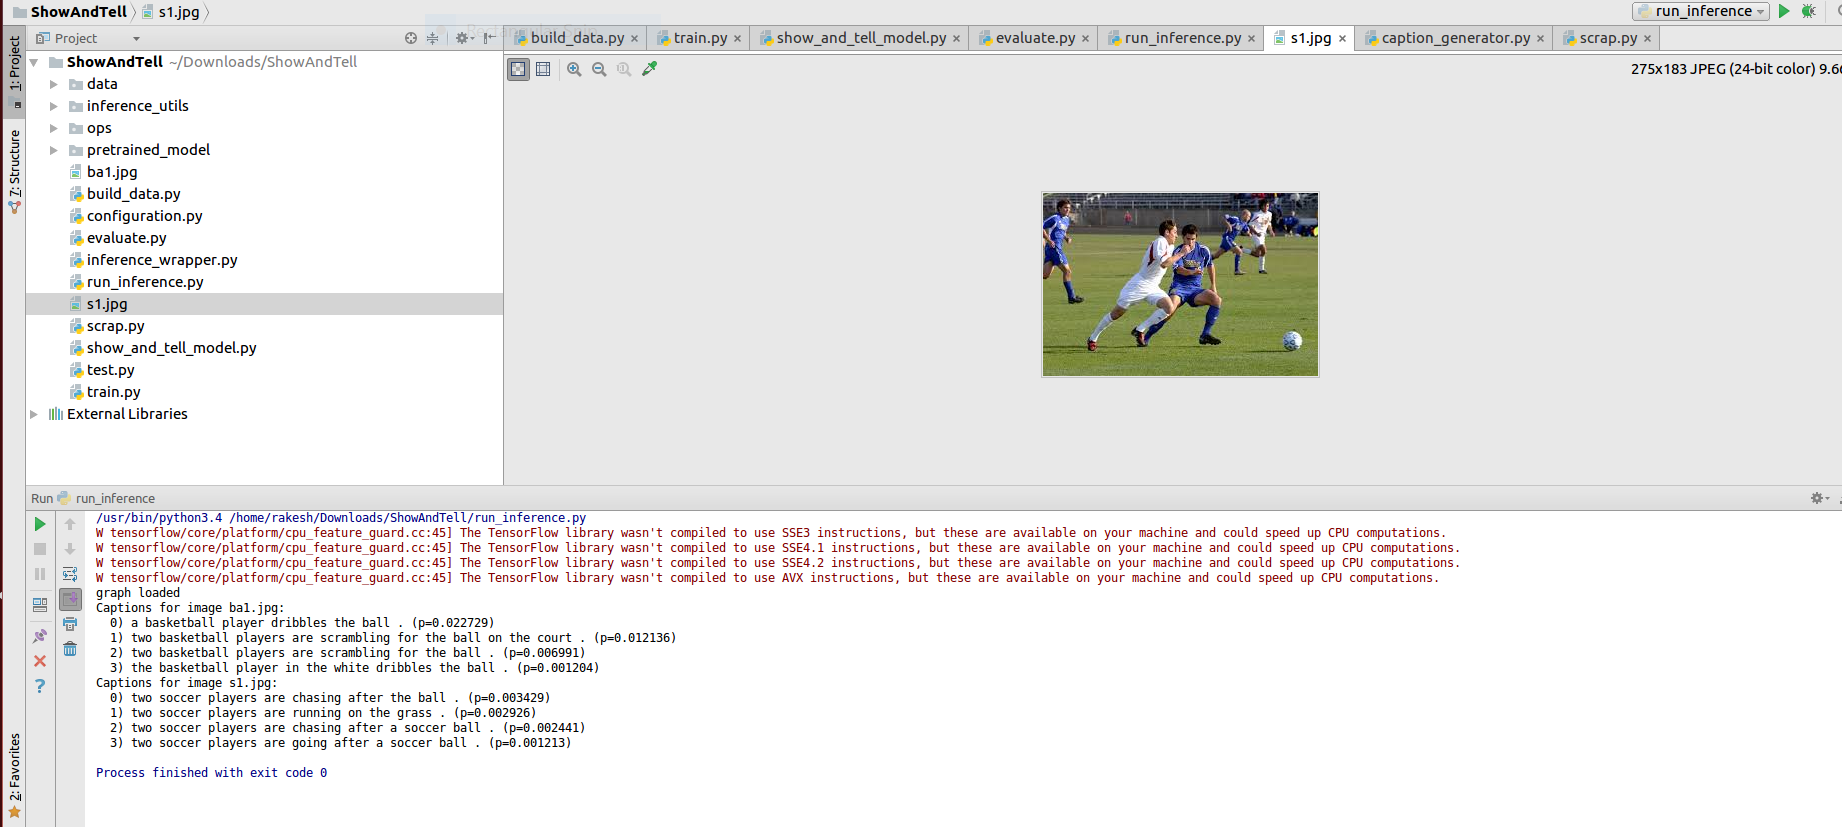 ShowAndTell s1.jpg
run_inference
Project
build_data.py
train.py
show_and_tell_model.py
evaluate.py
run_inference.py
s1.jpg
caption_generator.py
scrap.py
1: Project
7: Structure
2: Favorites
ShowAndTell ~/Downloads/ShowAndTell
data
inference_utils
ops
pretrained_model
ba1.jpg
build_data.py
configuration.py
evaluate.py
inference_wrapper.py
run_inference.py
s1.jpg
scrap.py
show_and_tell_model.py
test.py
train.py
External Libraries
275x183 JPEG (24-bit color)
Run run_inference
/usr/bin/python3.4 /home/rakesh/Downloads/ShowAndTell/run_inference.py
W tensorflow/core/platform/cpu_feature_guard.cc:45] The TensorFlow library wasn't compiled to use SSE3 instructions, but these are available on your machine and could speed up CPU computations.
W tensorflow/core/platform/cpu_feature_guard.cc:45] The TensorFlow library wasn't compiled to use SSE4.1 instructions, but these are available on your machine and could speed up CPU computations.
W tensorflow/core/platform/cpu_feature_guard.cc:45] The TensorFlow library wasn't compiled to use SSE4.2 instructions, but these are available on your machine and could speed up CPU computations.
W tensorflow/core/platform/cpu_feature_guard.cc:45] The TensorFlow library wasn't compiled to use AVX instructions, but these are available on your machine and could speed up CPU computations.
graph loaded
Captions for image ba1.jpg:
0) a basketball player dribbles the ball . (p=0.022729)
1) two basketball players are scrambling for the ball on the court . (p=0.012136)
2) two basketball players are scrambling for the ball . (p=0.006991)
3) the basketball player in the white dribbles the ball . (p=0.001204)
Captions for image s1.jpg:
0) two soccer players are chasing after the ball . (p=0.003429)
1) two soccer players are running on the grass . (p=0.002926)
2) two soccer players are chasing after a soccer ball . (p=0.002441)
3) two soccer players are going after a soccer ball . (p=0.001213)
Process finished with exit code 0